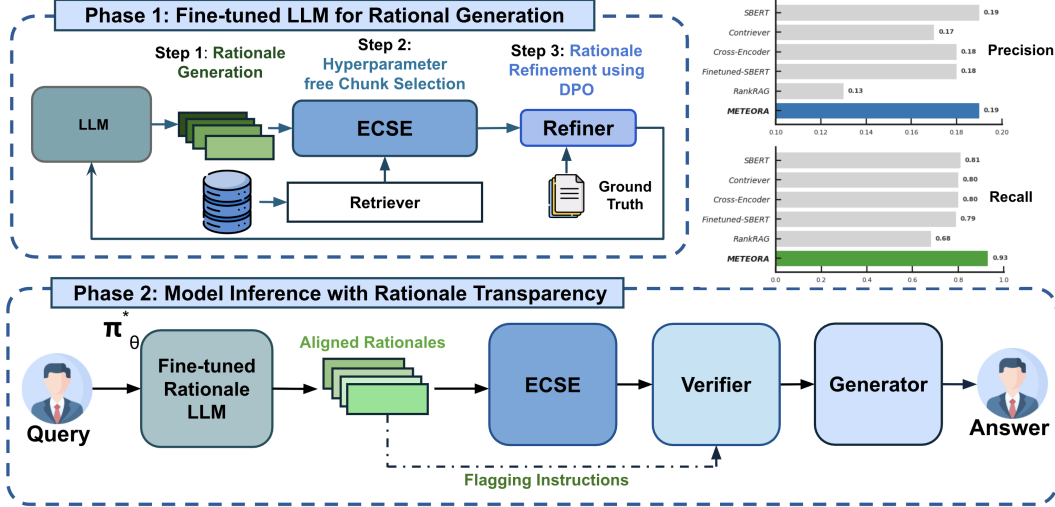 Phase 1: Fine-tuned LLM for Rational Generation
Step 1: Rationale
Generation
Step 2:
Hyperparameter
free Chunk Selection
Step 3: Rationale
Refinement using
DPO
LLM
ECSE
Refiner
Retriever
Ground
Truth
SBERT
0.19
Contriever
0.17
Cross-Encoder
0.18
Finetuned-SBERT
0.18
RankRAG
0.13
METEORA
0.19
Precision
0.10 0.12 0.14 0.16 0.18 0.20
SBERT
0.81
Contriever
0.80
Cross-Encoder
0.80
Finetuned-SBERT
0.79
RankRAG
0.68
METEORA
0.93
Recall
0.0 0.2 0.4 0.6 0.8 1.0
Phase 2: Model Inference with Rationale Transparency
π*θ
Query
Fine-tuned
Rationale
LLM
Aligned Rationales
ECSE
Verifier
Generator
Answer
Flagging Instructions